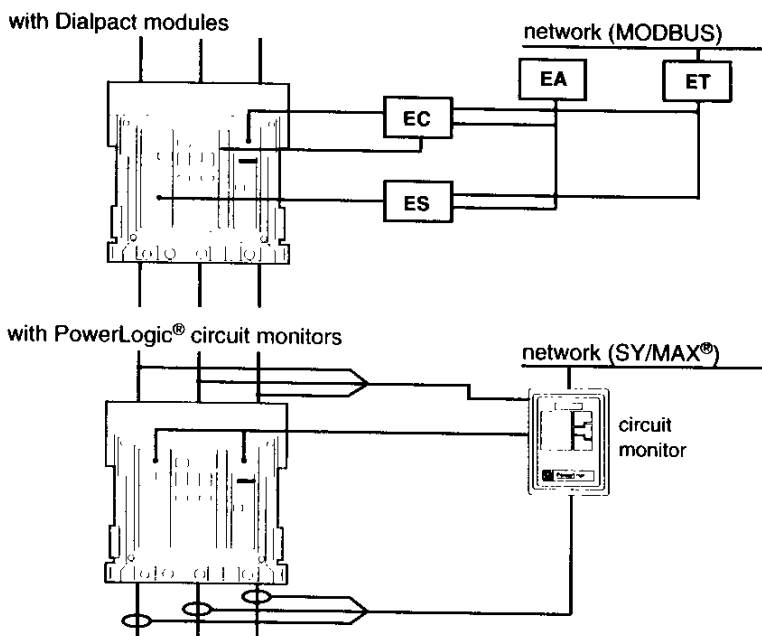 with Dialpact modules
network (MODBUS)
EA
ET
EC
ES
with PowerLogic® circuit monitors
network (SY/MAX®)
circuit
monitor